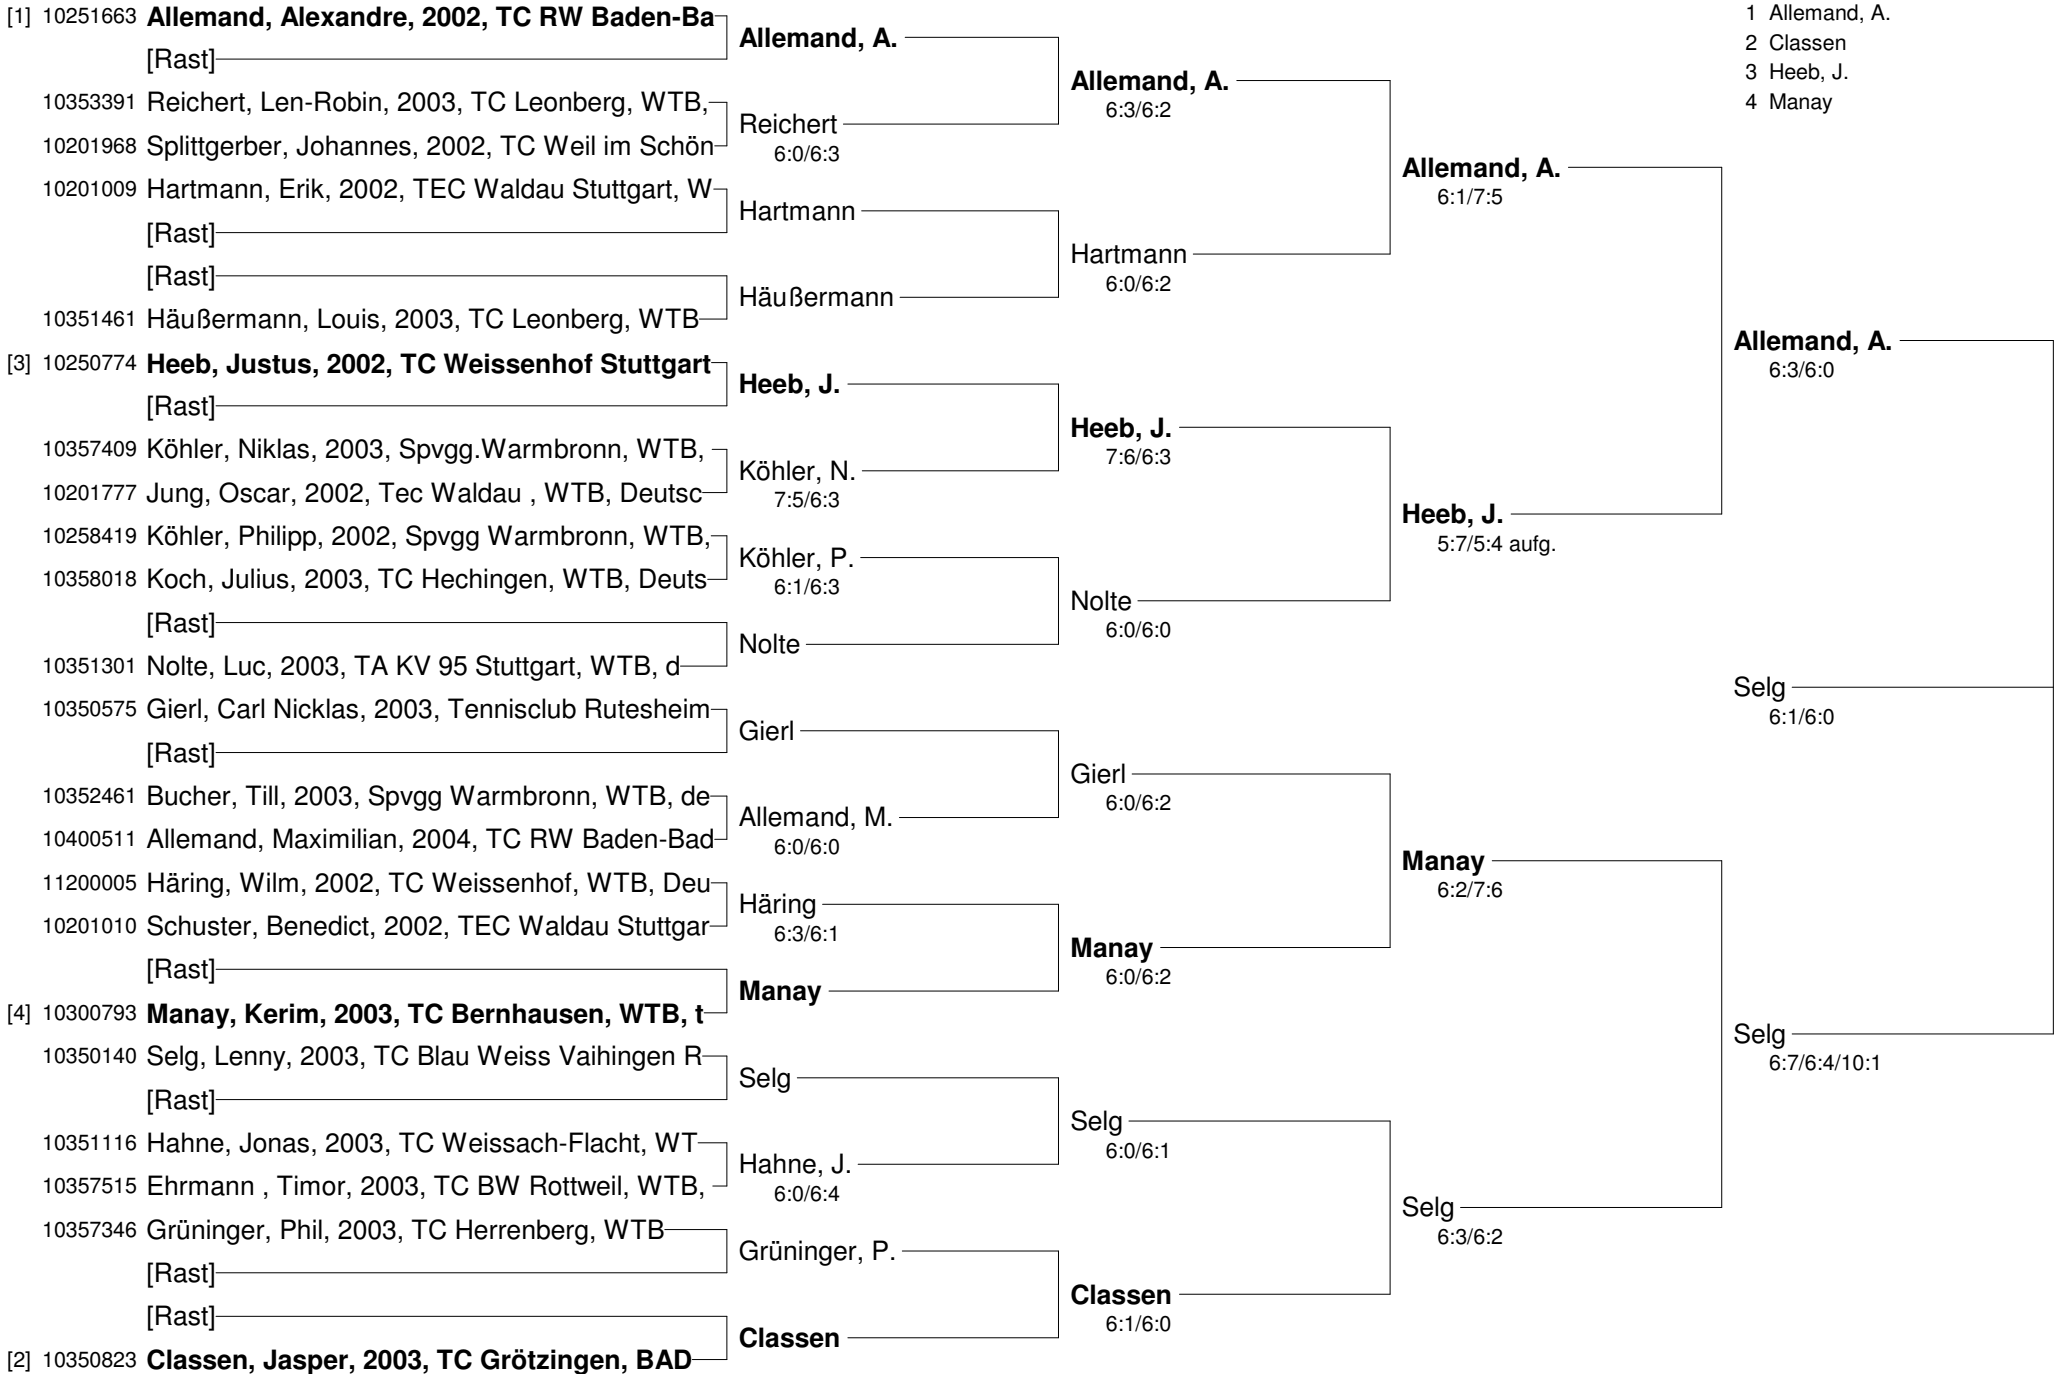 [1] 10251663 Allemand, Alexandre, 2002, TC RW Baden-Ba
[Rast]
10353391 Reichert, Len-Robin, 2003, TC Leonberg, WTB,
10201968 Splittgerber, Johannes, 2002, TC Weil im Schön
10201009 Hartmann, Erik, 2002, TEC Waldau Stuttgart, W
[Rast]
[Rast]
10351461 Häußermann, Louis, 2003, TC Leonberg, WTB
[3] 10250774 Heeb, Justus, 2002, TC Weissenhof Stuttgart
[Rast]
10357409 Köhler, Niklas, 2003, Spvgg.Warmbronn, WTB,
10201777 Jung, Oscar, 2002, Tec Waldau , WTB, Deutsc
10258419 Köhler, Philipp, 2002, Spvgg Warmbronn, WTB,
10358018 Koch, Julius, 2003, TC Hechingen, WTB, Deuts
[Rast]
10351301 Nolte, Luc, 2003, TA KV 95 Stuttgart, WTB, d
10350575 Gierl, Carl Nicklas, 2003, Tennisclub Rutesheim
[Rast]
10352461 Bucher, Till, 2003, Spvgg Warmbronn, WTB, de
10400511 Allemand, Maximilian, 2004, TC RW Baden-Bad
11200005 Häring, Wilm, 2002, TC Weissenhof, WTB, Deu
10201010 Schuster, Benedict, 2002, TEC Waldau Stuttgar
[Rast]
[4] 10300793 Manay, Kerim, 2003, TC Bernhausen, WTB, t
10350140 Selg, Lenny, 2003, TC Blau Weiss Vaihingen R
[Rast]
10351116 Hahne, Jonas, 2003, TC Weissach-Flacht, WT
10357515 Ehrmann , Timor, 2003, TC BW Rottweil, WTB,
10357346 Grüninger, Phil, 2003, TC Herrenberg, WTB
[Rast]
[Rast]
[2] 10350823 Classen, Jasper, 2003, TC Grötzingen, BAD
Allemand, A.
Reichert
6:0/6:3
Hartmann
Häußermann
Heeb, J.
Köhler, N.
7:5/6:3
Köhler, P.
6:1/6:3
Nolte
Gierl
Allemand, M.
6:0/6:0
Häring
6:3/6:1
Manay
Selg
Hahne, J.
6:0/6:4
Grüninger, P.
Classen
Allemand, A.
6:3/6:2
Hartmann
6:0/6:2
Heeb, J.
7:6/6:3
Nolte
6:0/6:0
Gierl
6:0/6:2
Manay
6:0/6:2
Selg
6:0/6:1
Classen
6:1/6:0
Allemand, A.
6:1/7:5
Heeb, J.
5:7/5:4 aufg.
Manay
6:2/7:6
Selg
6:3/6:2
Allemand, A.
6:3/6:0
Selg
6:1/6:0
Selg
6:7/6:4/10:1
1 Allemand, A.
2 Classen
3 Heeb, J.
4 Manay